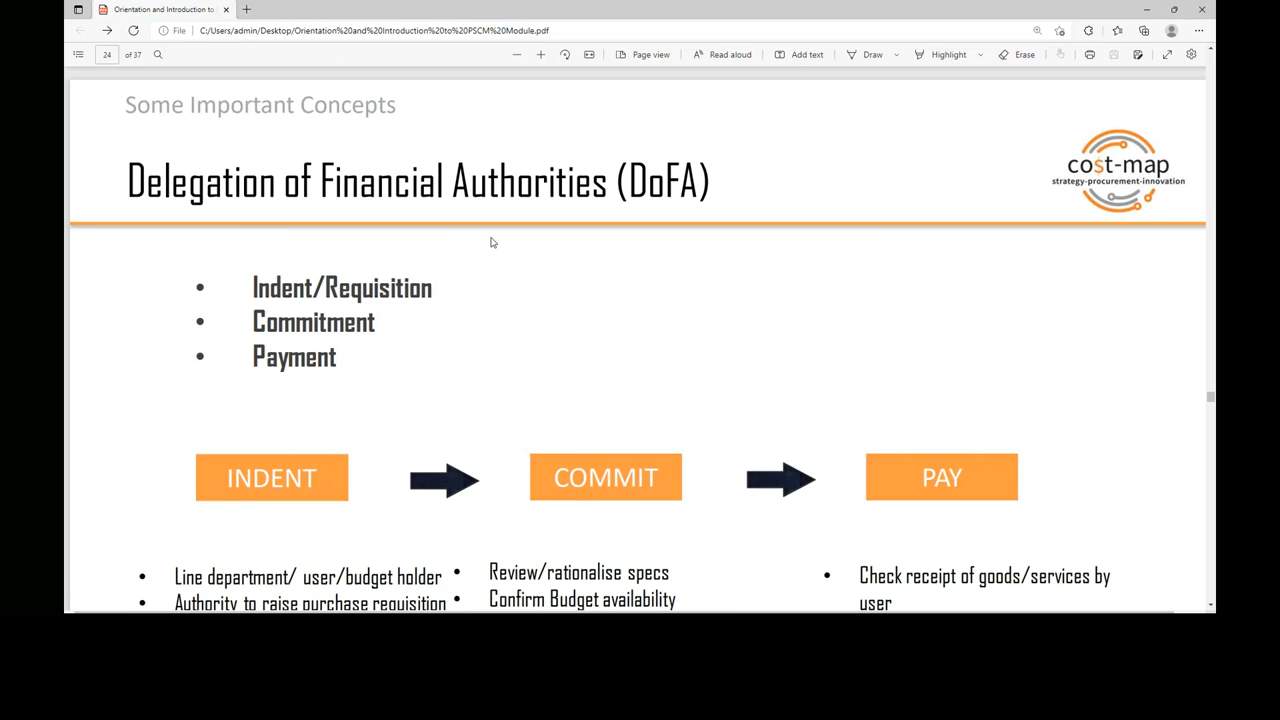 Orientation and Introduction to
File
C:/Users/admin/Desktop/Orientation%20and%20Introduction%20to%20PSCM%20Module.pdf
24 of 37
Page view
Read aloud
Add text
Draw
Highlight
Erase
Some Important Concepts
Delegation of Financial Authorities (DoFA)
cost-map
strategy-procurement-innovation
• Indent/Requisition
• Commitment
• Payment
INDENT
COMMIT
PAY
• Line department/ user/budget holder
• Authority to raise purchase requisition
• Review/rationalise specs
• Confirm Budget availability
• Check receipt of goods/services by
user